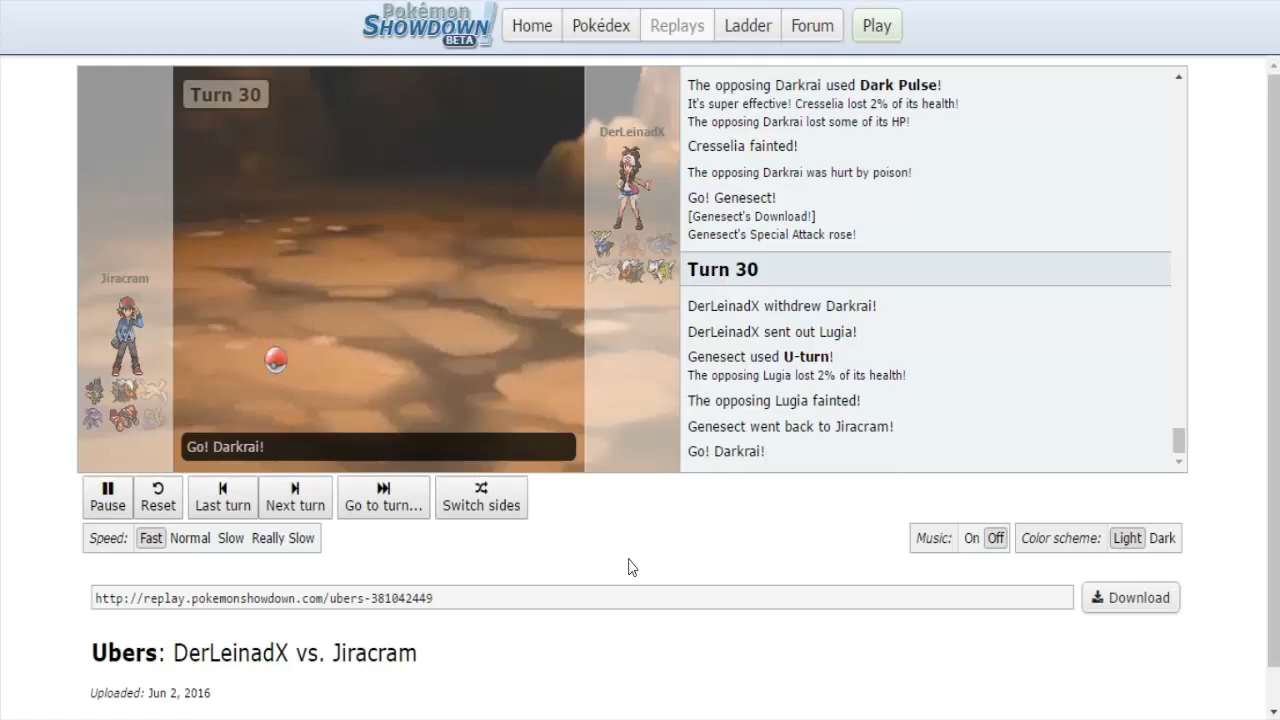 Pokémon
SHOWDOWN!
BETA
Home
Pokédex
Replays
Ladder
Forum
Play
Turn 30
Jiracram
DerLeinadX
Go! Darkrai!
The opposing Darkrai used Dark Pulse!
It's super effective! Cresselia lost 2% of its health!
The opposing Darkrai lost some of its HP!
Cresselia fainted!
The opposing Darkrai was hurt by poison!
Go! Genesect!
[Genesect's Download!]
Genesect's Special Attack rose!
Turn 30
DerLeinadX withdrew Darkrai!
DerLeinadX sent out Lugia!
Genesect used U-turn!
The opposing Lugia lost 2% of its health!
The opposing Lugia fainted!
Genesect went back to Jiracram!
Go! Darkrai!
Pause
Reset
Last turn
Next turn
Go to turn...
Switch sides
Speed: Fast Normal Slow Really Slow
Music: On Off
Color scheme: Light Dark
http://replay.pokemonshowdown.com/ubers-381042449
Download
Ubers: DerLeinadX vs. Jiracram
Uploaded: Jun 2, 2016